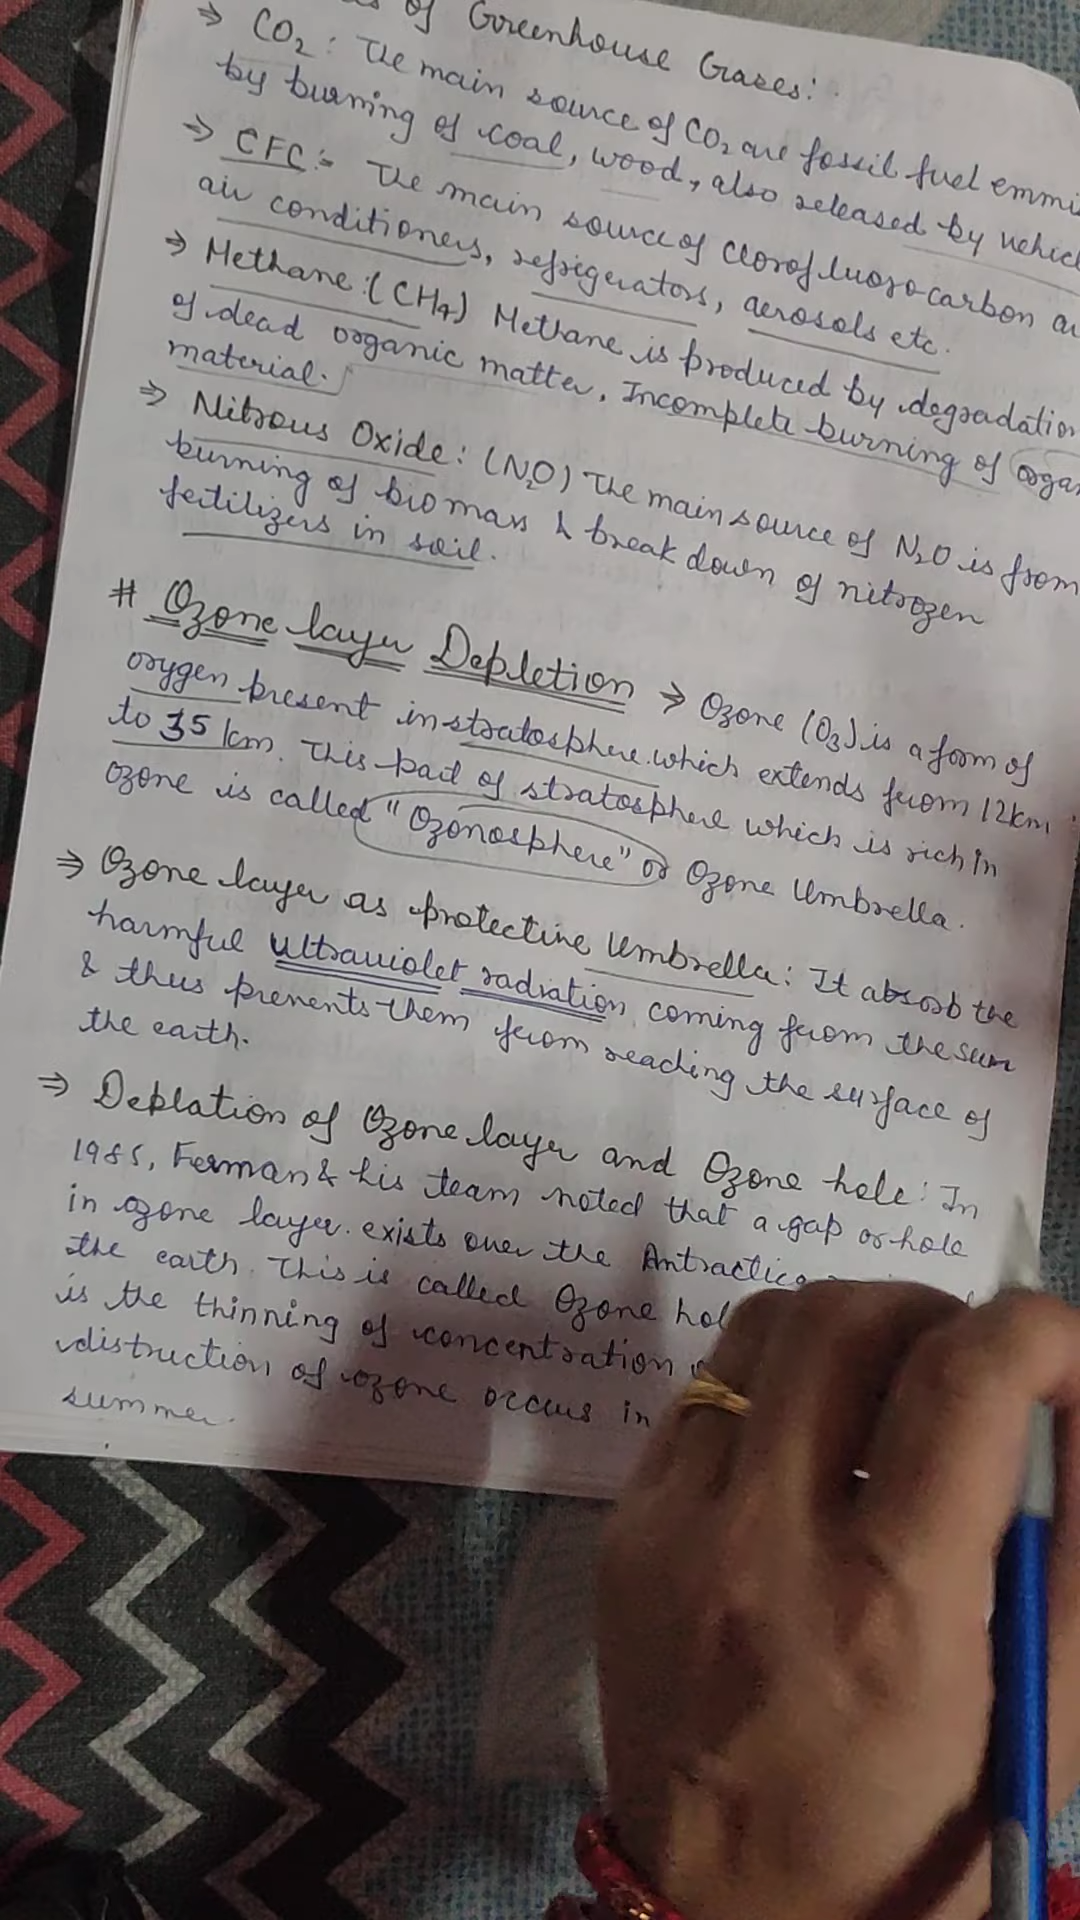 of Greenhouse Gases:
⇒ CO₂: The main source of CO₂ are fossil fuel
by burning of coal, wood, also released by
⇒ CFC:- The main source of Clorofluoro-carbon
air conditioners, refrigerators, aerosols etc.
⇒ Methane:(CH₄) Methane is produced by degradation
of dead organic matter, Incomplete burning of
material.
⇒ Nitrous Oxide: (N₂O) The main source of N₂O is from
burning of biomass & break down of nitrogen
fertilizers in soil.
# Ozone layer Depletion ⇒ Ozone (O₃) is a form of
oxygen present in stratosphere which extends from 12km
to 35 km. This part of stratosphere which is rich in
ozone is called "Ozonosphere" or Ozone Umbrella.
⇒ Ozone layer as protective Umbrella: It absorb the
harmful ultraviolet radiation coming from the sun
& thus prevents them from reaching the surface of
the earth.
⇒ Deplation of Ozone layer and Ozone hole: In
1985, Ferman & his team noted that a gap or hole
in ozone layer exists over the
the earth. This is called Ozone
is the thinning of concentration
distruction of ozone occurs in
summer.